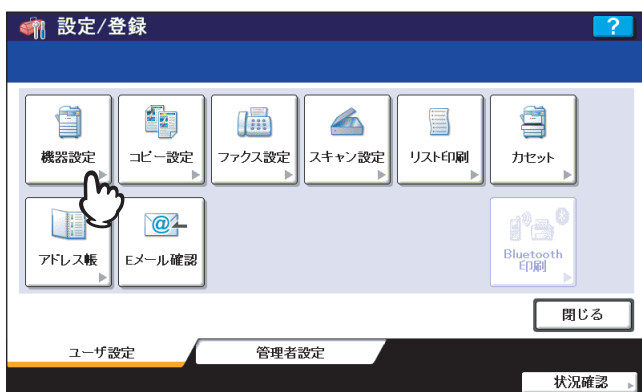 設定/登録
?
機器設定
コピー設定
ファクス設定
スキャン設定
リスト印刷
カセット
アドレス帳
@
Eメール確認
Bluetooth
印刷
閉じる
ユーザ設定
管理者設定
状況確認